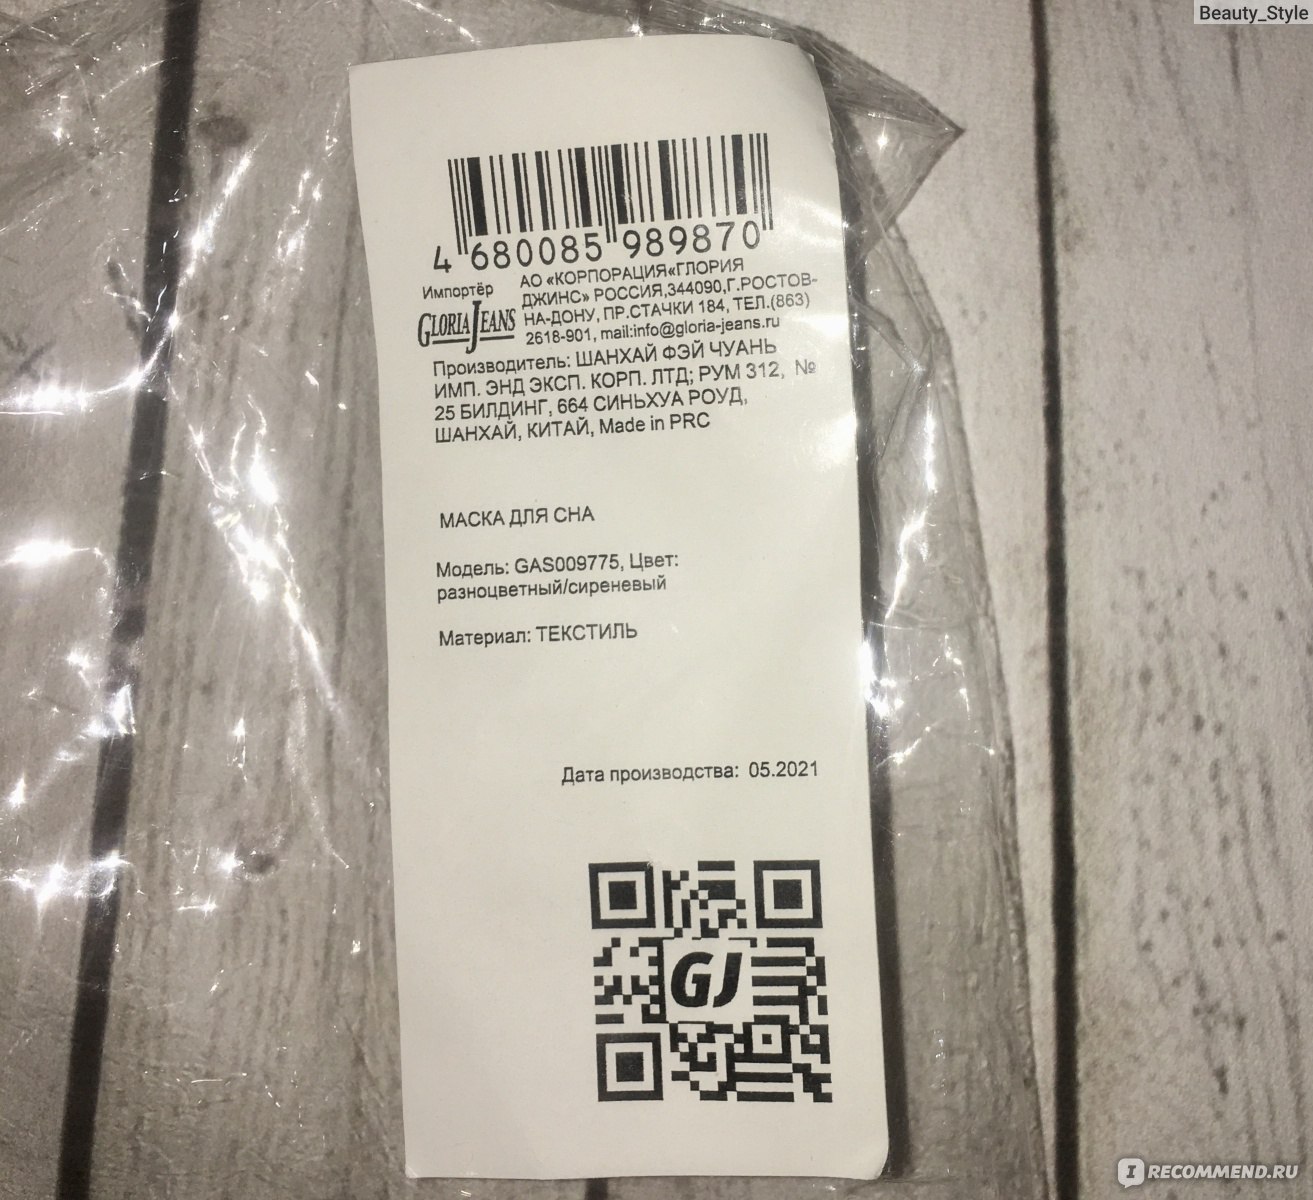 Beauty_Style
4 680085 989870
Импортёр
GLORIA JEANS
АО «КОРПОРАЦИЯ«ГЛОРИЯ
ДЖИНС» РОССИЯ,344090,Г.РОСТОВ-
НА-ДОНУ, ПР.СТАЧКИ 184, ТЕЛ.(863)
2618-901, mail:info@gloria-jeans.ru
Производитель: ШАНХАЙ ФЭЙ ЧУАНЬ
ИМП. ЭНД ЭКСП. КОРП. ЛТД; РУМ 312, №
25 БИЛДИНГ, 664 СИНЬХУА РОУД,
ШАНХАЙ, КИТАЙ, Made in PRC
МАСКА ДЛЯ СНА
Модель: GAS009775, Цвет:
разноцветный/сиреневый
Материал: ТЕКСТИЛЬ
Дата производства: 05.2021
GJ
I RECOMMEND.RU